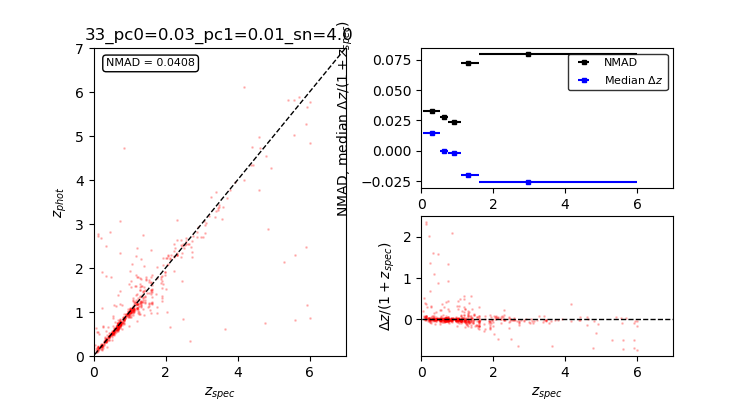 33_pc0=0.03_pc1=0.01_sn=4.0
NMAD = 0.0408
7
6
5
4
3
2
1
0
z_phot
0 2 4 6
z_spec
NMAD, median Δz/(1 + z_spec)
0.075
0.050
0.025
0.000
−0.025
NMAD
Median Δz
0 2 4 6
Δz/(1 + z_spec)
2
1
0
0 2 4 6
z_spec